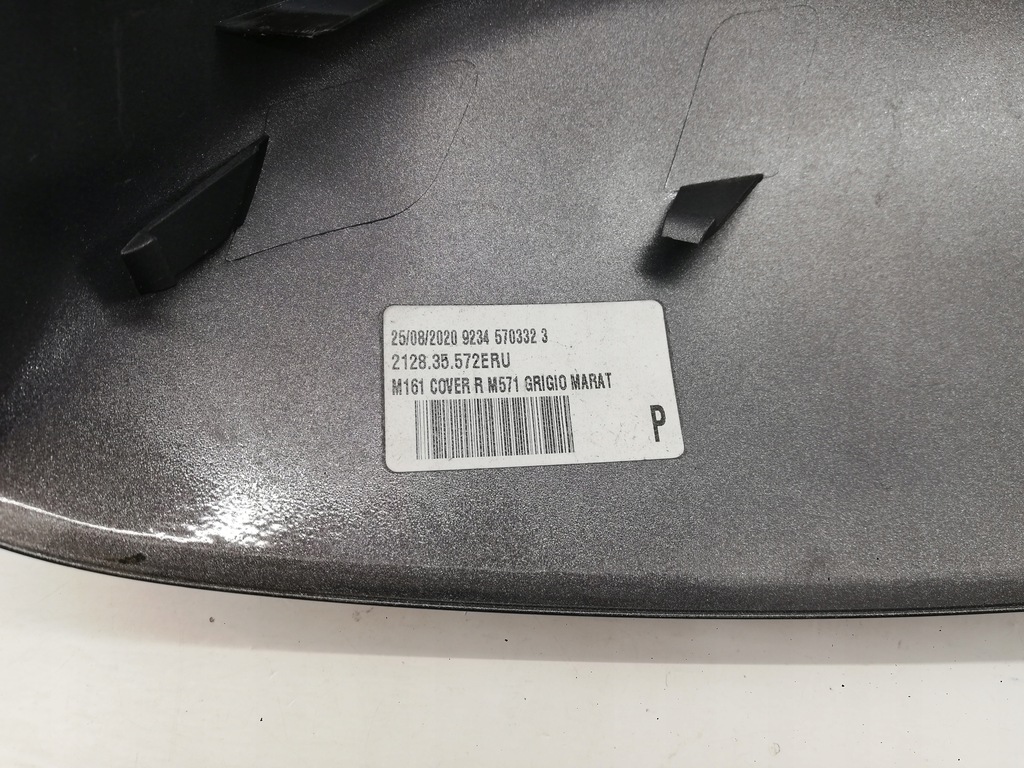 25/08/2020 9234 570332 3
2128.35.572ERU
M161 COVER R M571 GRIGIO MARAT
P